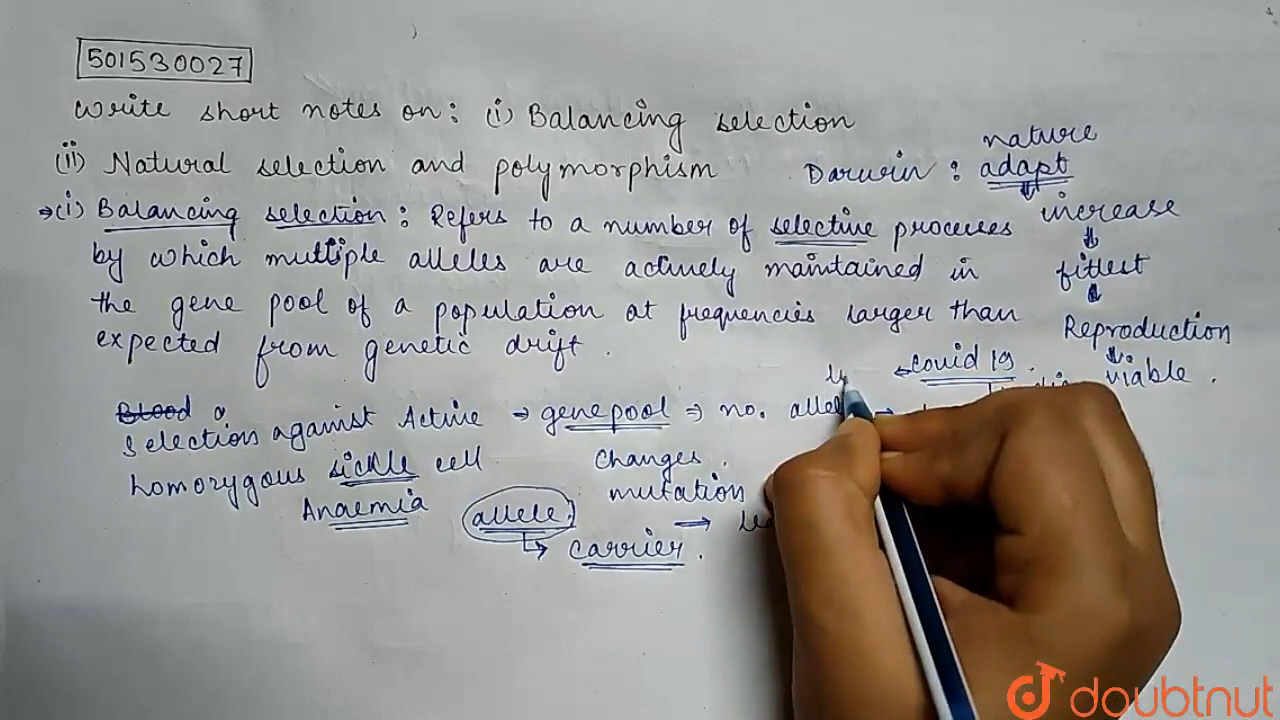 501530027
Write short notes on: (i) Balancing selection
(ii) Natural selection and polymorphism
Darwin: nature
adapt
increase
fittest
Reproduction
viable.
→(i) Balancing selection: Refers to a number of selective processes
by which multiple alleles are actively maintained in
the gene pool of a population at frequencies larger than
expected from genetic drift.
Covid 19.
Selection against Active → gene pool ⇒ no. allel
homozygous sickle cell
Anaemia
changes.
mutation
allele.
→ carrier.
doubtnut